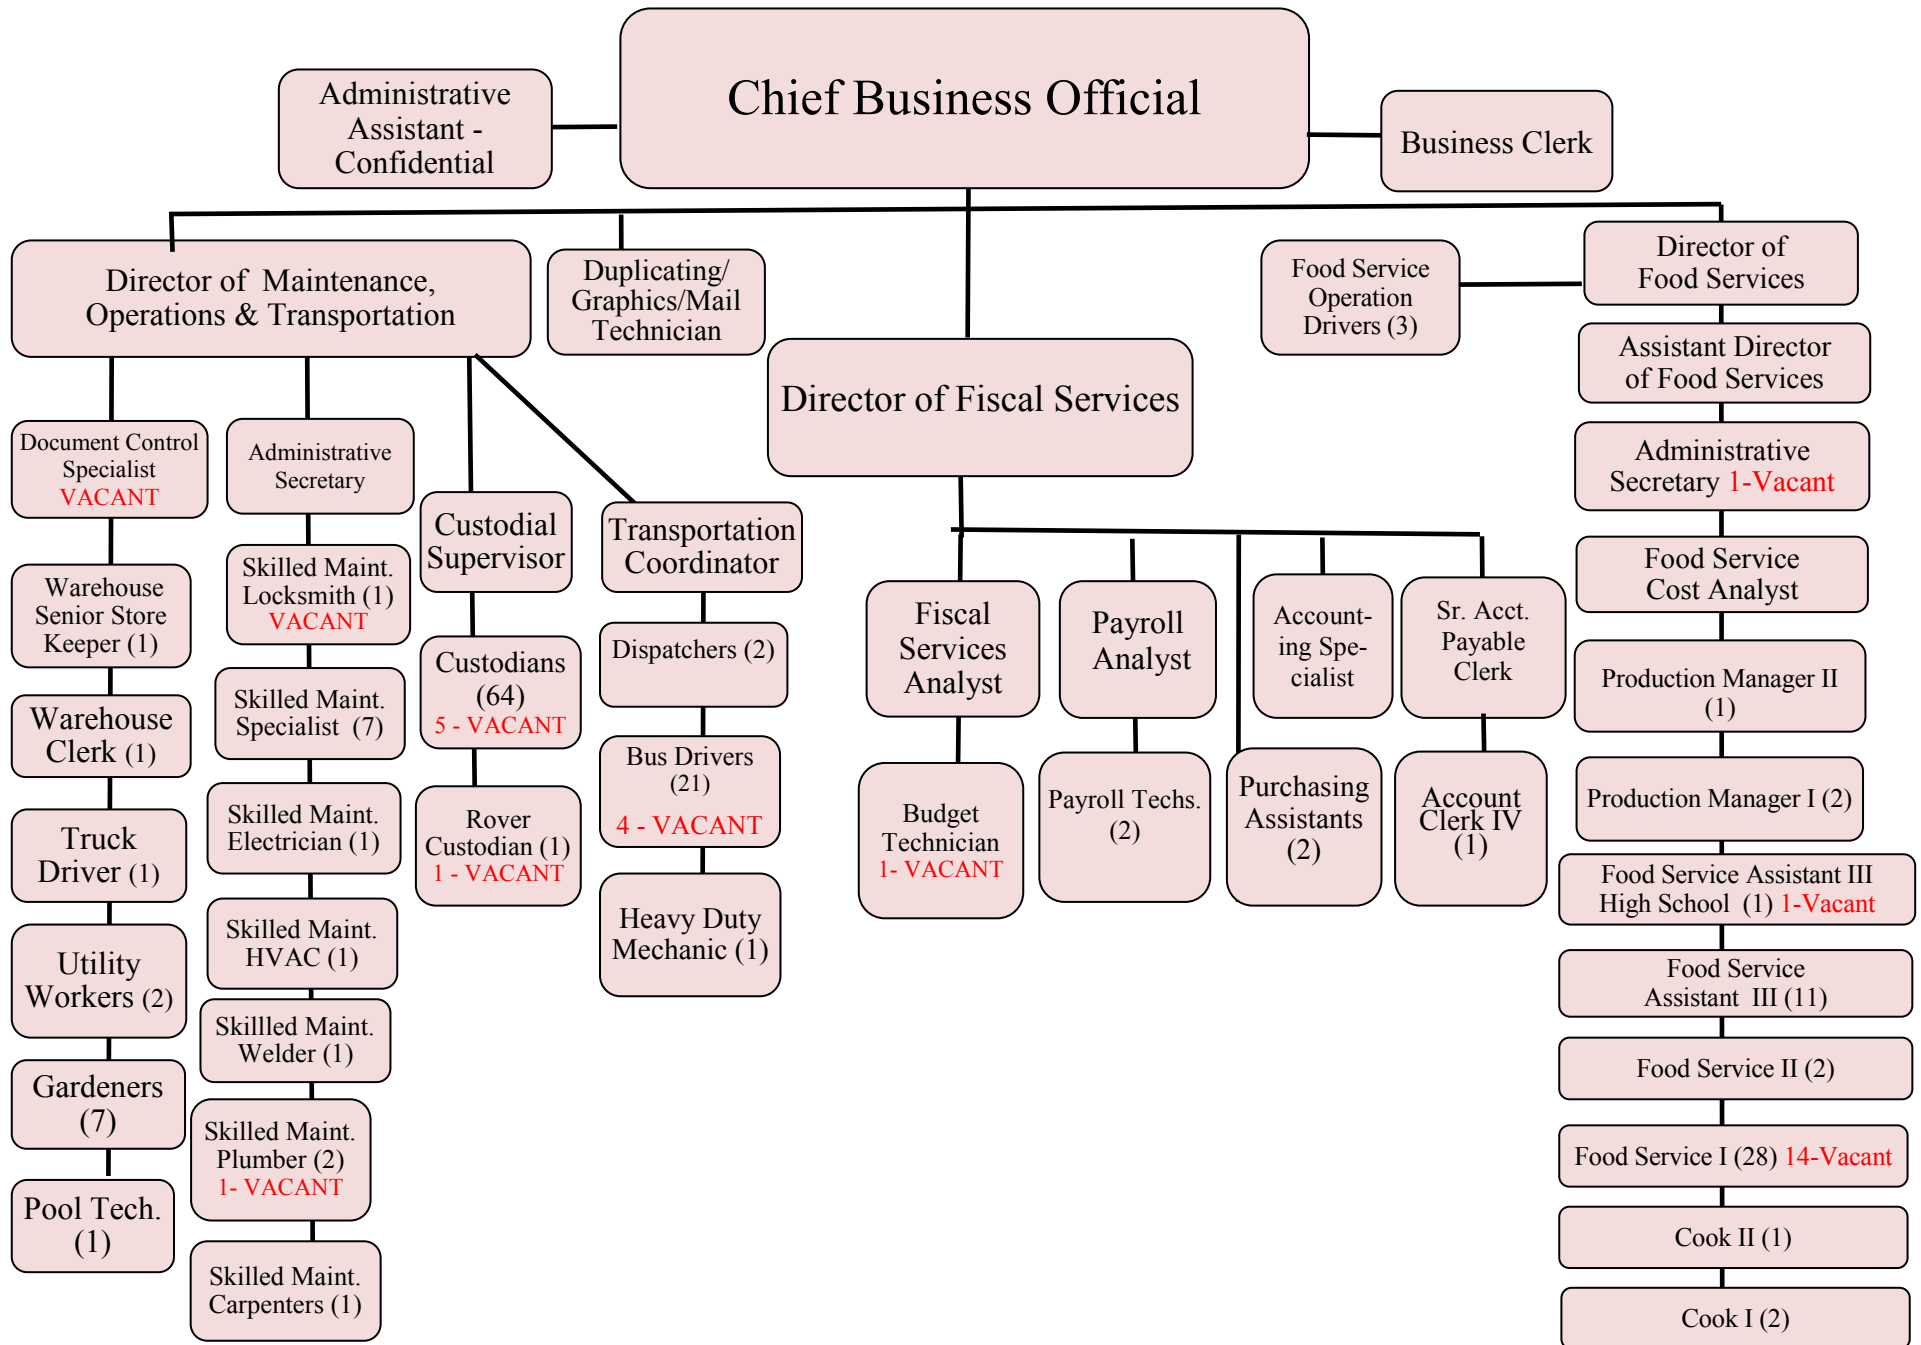 Chief Business Official
Administrative
Assistant -
Confidential
Business Clerk
Director of  Maintenance,
Operations & Transportation
Duplicating/
Graphics/Mail
Technician
Director of Fiscal Services
Food Service
Operation
Drivers (3)
Director of
Food Services
Document Control
Specialist
VACANT
Warehouse
Senior Store
Keeper (1)
Warehouse
Clerk (1)
Truck
Driver (1)
Utility
Workers (2)
Gardeners
(7)
Pool Tech.
(1)
Administrative
Secretary
Skilled Maint.
Locksmith (1)
VACANT
Skilled Maint.
Specialist  (7)
Skilled Maint.
Electrician (1)
Skilled Maint.
HVAC (1)
Skillled Maint.
Welder (1)
Skilled Maint.
Plumber (2)
1- VACANT
Skilled Maint.
Carpenters (1)
Custodial
Supervisor
Custodians
(64)
5 - VACANT
Rover
Custodian (1)
1 - VACANT
Transportation
Coordinator
Dispatchers (2)
Bus Drivers
(21)
4 - VACANT
Heavy Duty
Mechanic (1)
Fiscal
Services
Analyst
Budget
Technician
1- VACANT
Payroll
Analyst
Payroll Techs.
(2)
Purchasing
Assistants
(2)
Account-
ing Spe-
cialist
Sr. Acct.
Payable
Clerk
Account
Clerk IV
(1)
Assistant Director
of Food Services
Administrative
Secretary 1-Vacant
Food Service
Cost Analyst
Production Manager II
(1)
Production Manager I (2)
Food Service Assistant III
High School  (1) 1-Vacant
Food Service
Assistant  III (11)
Food Service II (2)
Food Service I (28) 14-Vacant
Cook II (1)
Cook I (2)